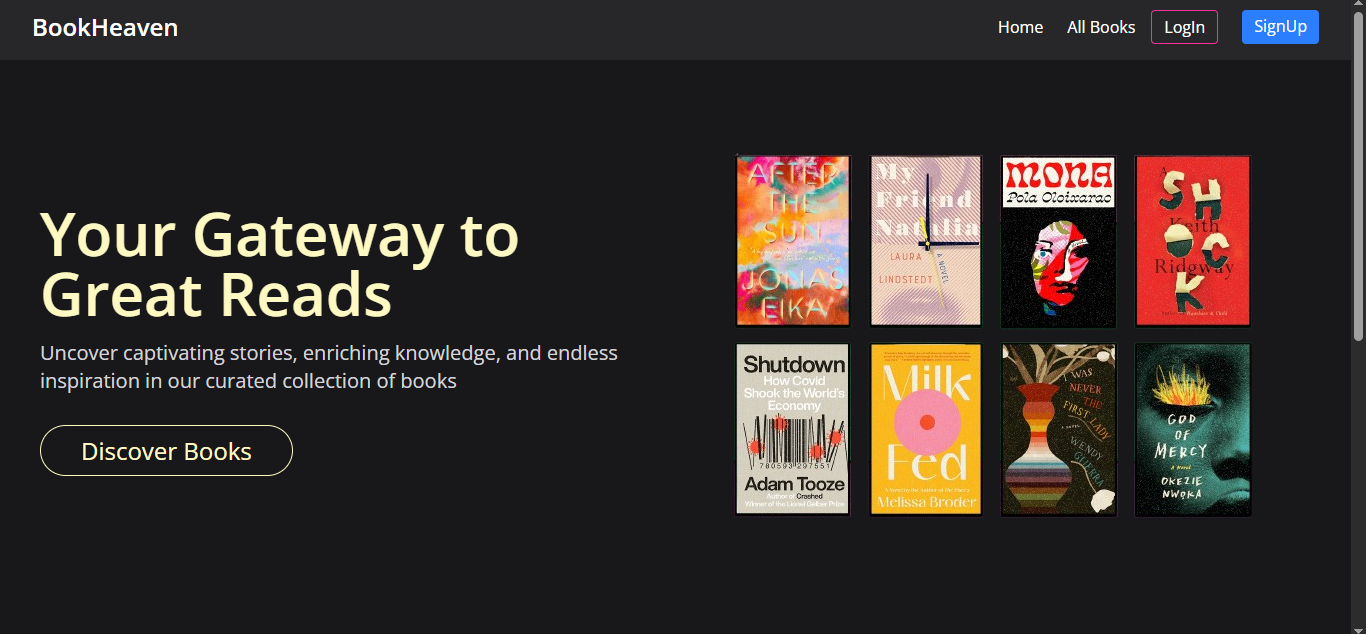 BookHeaven
Home
All Books
LogIn
SignUp
Your Gateway to
Great Reads
Uncover captivating stories, enriching knowledge, and endless
inspiration in our curated collection of books
Discover Books
AFTER
THE
SUN
JONAS
EIKA
My
Friend
Natalia
LAURA
LINDSTEDT
A NOVEL
MONA
Pola Oloixarac
A
SHOCK
Keith
Ridgway
Shutdown
How Covid
Shook the World's
Economy
780593297551
Adam Tooze
Author of Crashed
Winner of the Lionel Gelber Prize
Milk
Fed
Melissa Broder
I WAS
NEVER
THE
FIRST LADY
A NOVEL
WENDY
GUERRA
GOD
OF
MERCY
A Novel
OKEZIE
NWỌKA